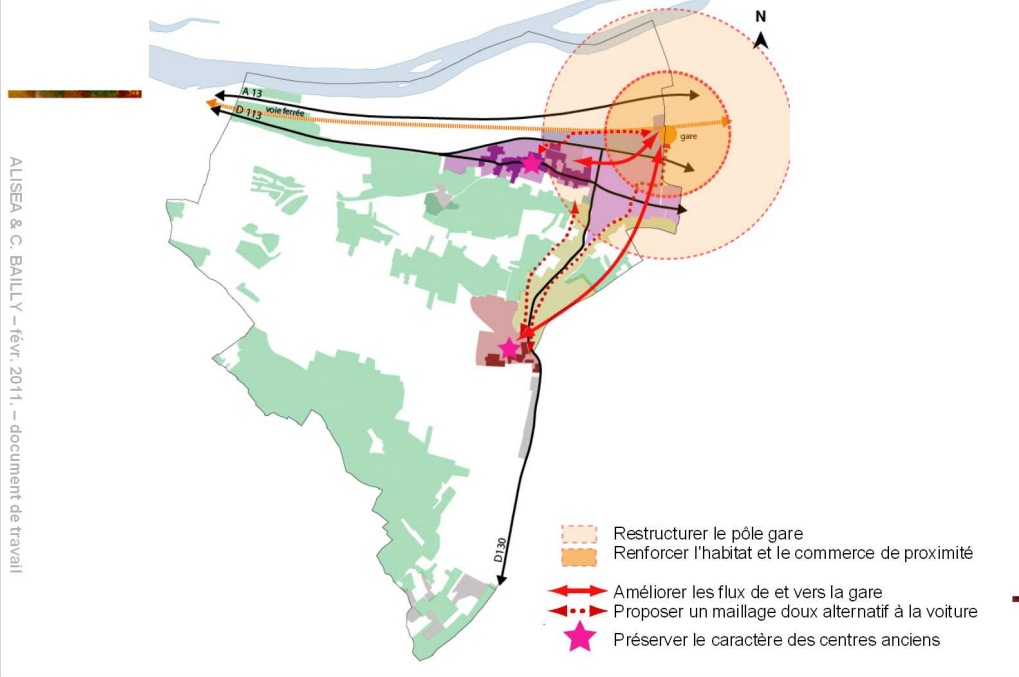 N
A 13
voie ferrée
D 113
gare
D130
ALISEA & C. BAILLY – févr. 2011. – document de travail
Restructurer le pôle gare
Renforcer l'habitat et le commerce de proximité
Améliorer les flux de et vers la gare
Proposer un maillage doux alternatif à la voiture
Préserver le caractère des centres anciens